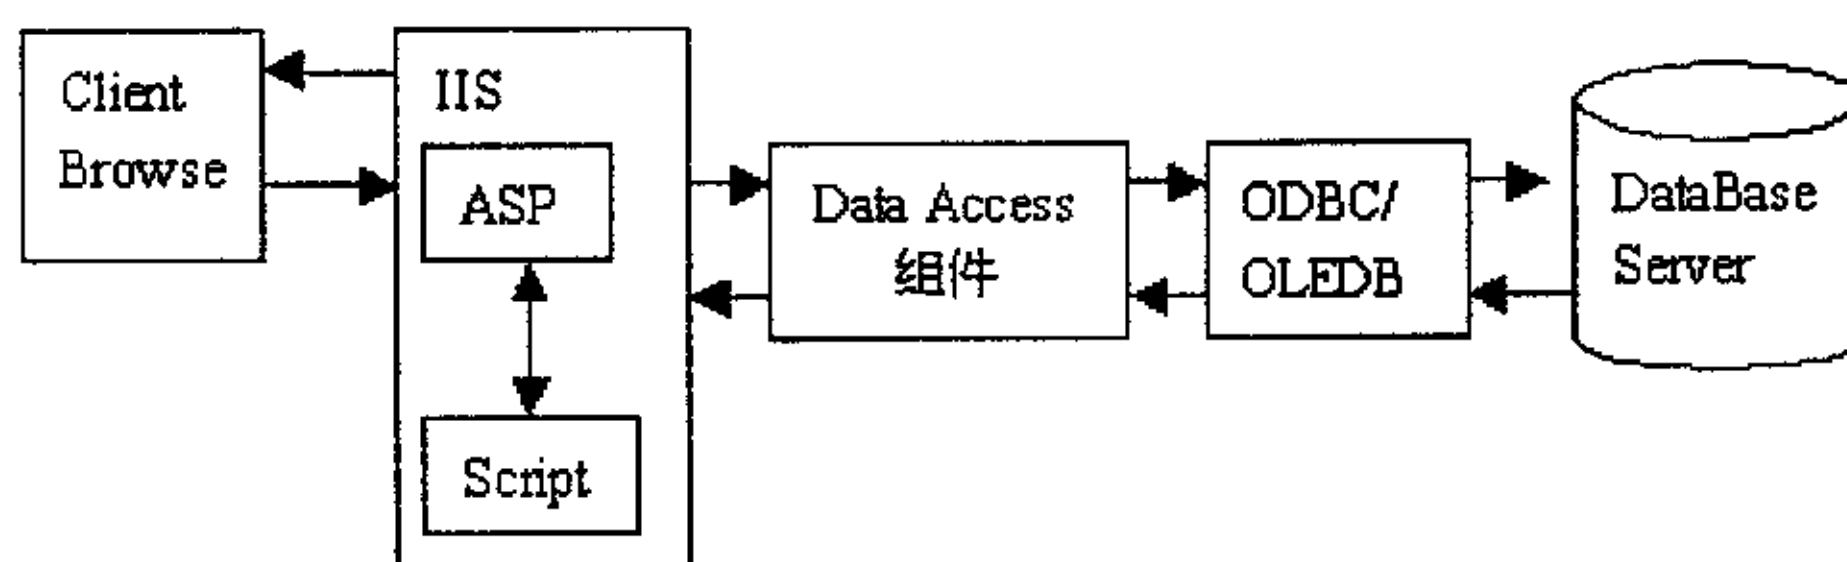 Client
Browse
IIS
ASP
Script
Data Access
组件
ODBC/
OLEDB
DataBase
Server